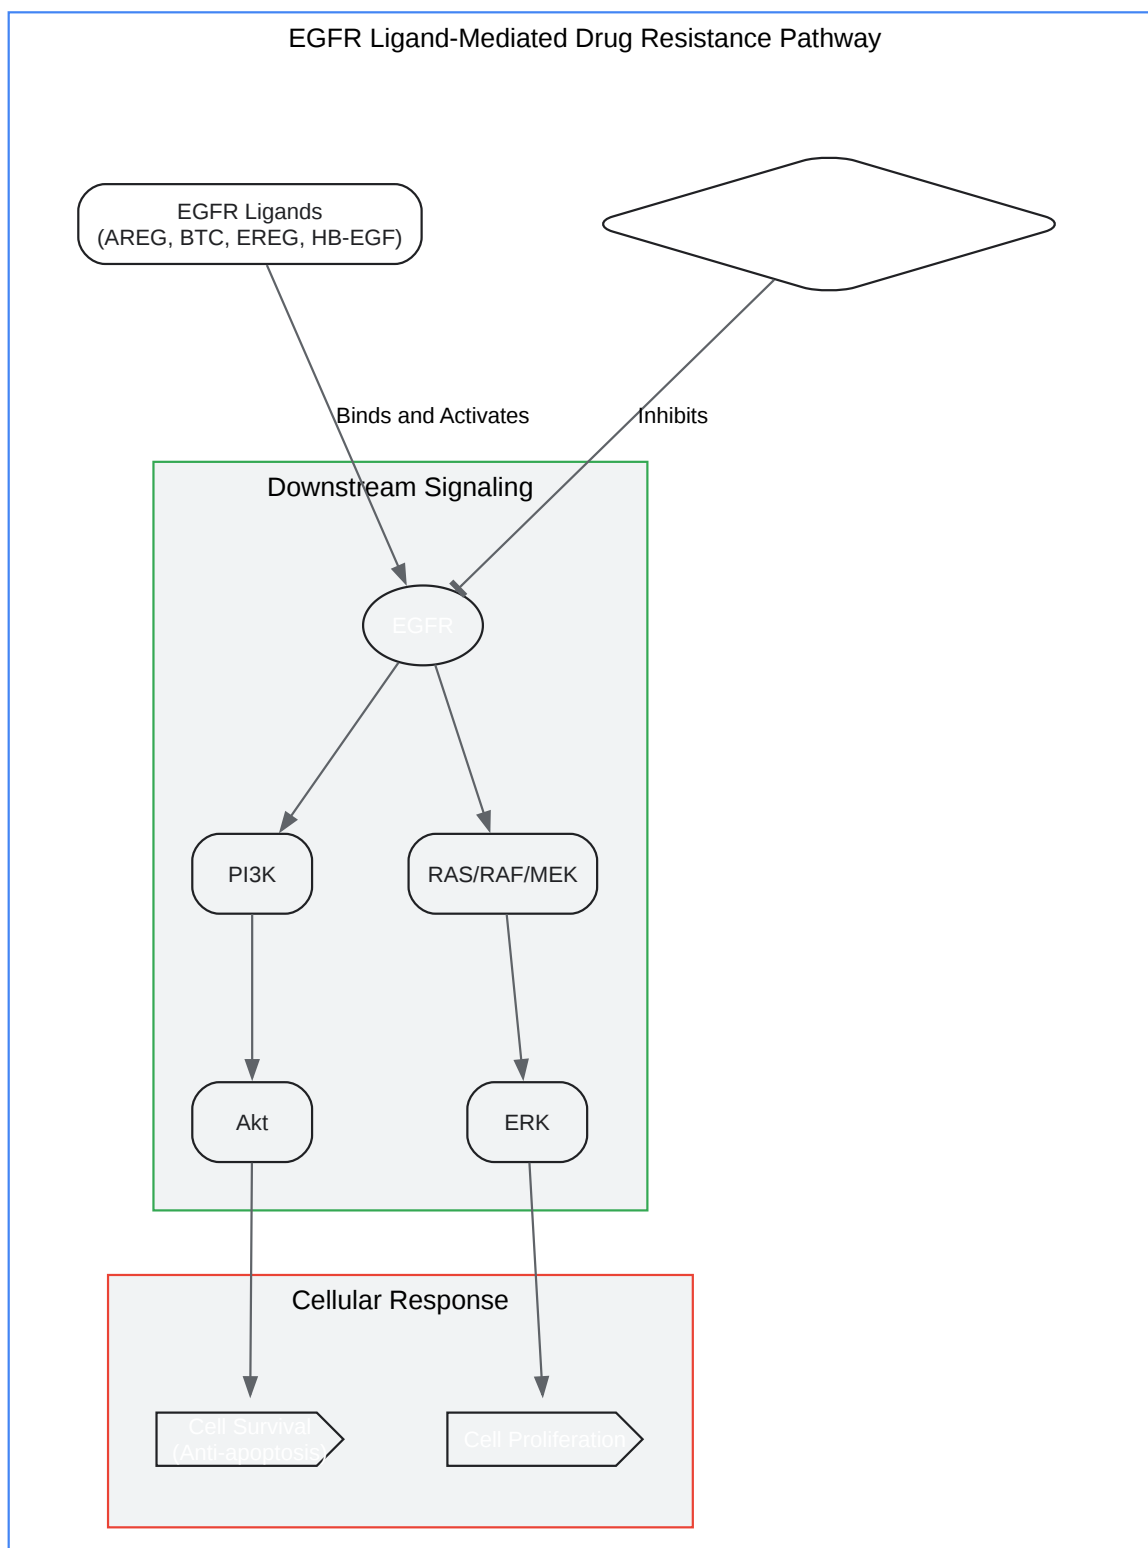 EGFR Ligand-Mediated Drug Resistance Pathway
EGFR Ligands
(AREG, BTC, EREG, HB-EGF)
Binds and Activates
Inhibits
Downstream Signaling
EGFR
PI3K
RAS/RAF/MEK
Akt
ERK
Cellular Response
Cell Survival
(Anti-apoptosis)
Cell Proliferation